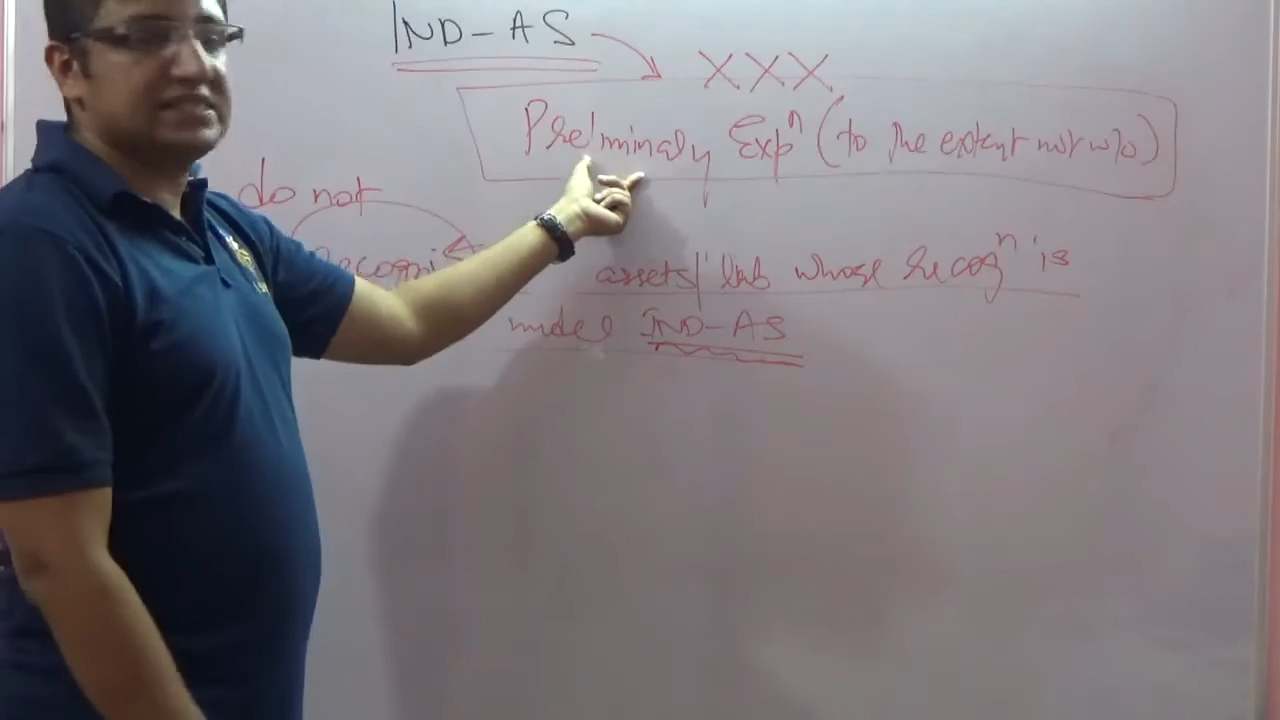 IND-AS
XXX
Preliminary Expⁿ (to the extent not w/o)
do not
Recogni
assets/liab whose recogⁿ is
under IND-AS